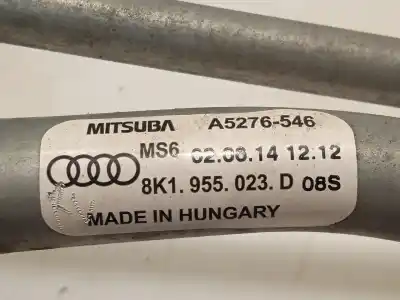 MITSUBA A5276-546
MS6 02.06.14 12.12
8K1.955.023.D 08S
MADE IN HUNGARY